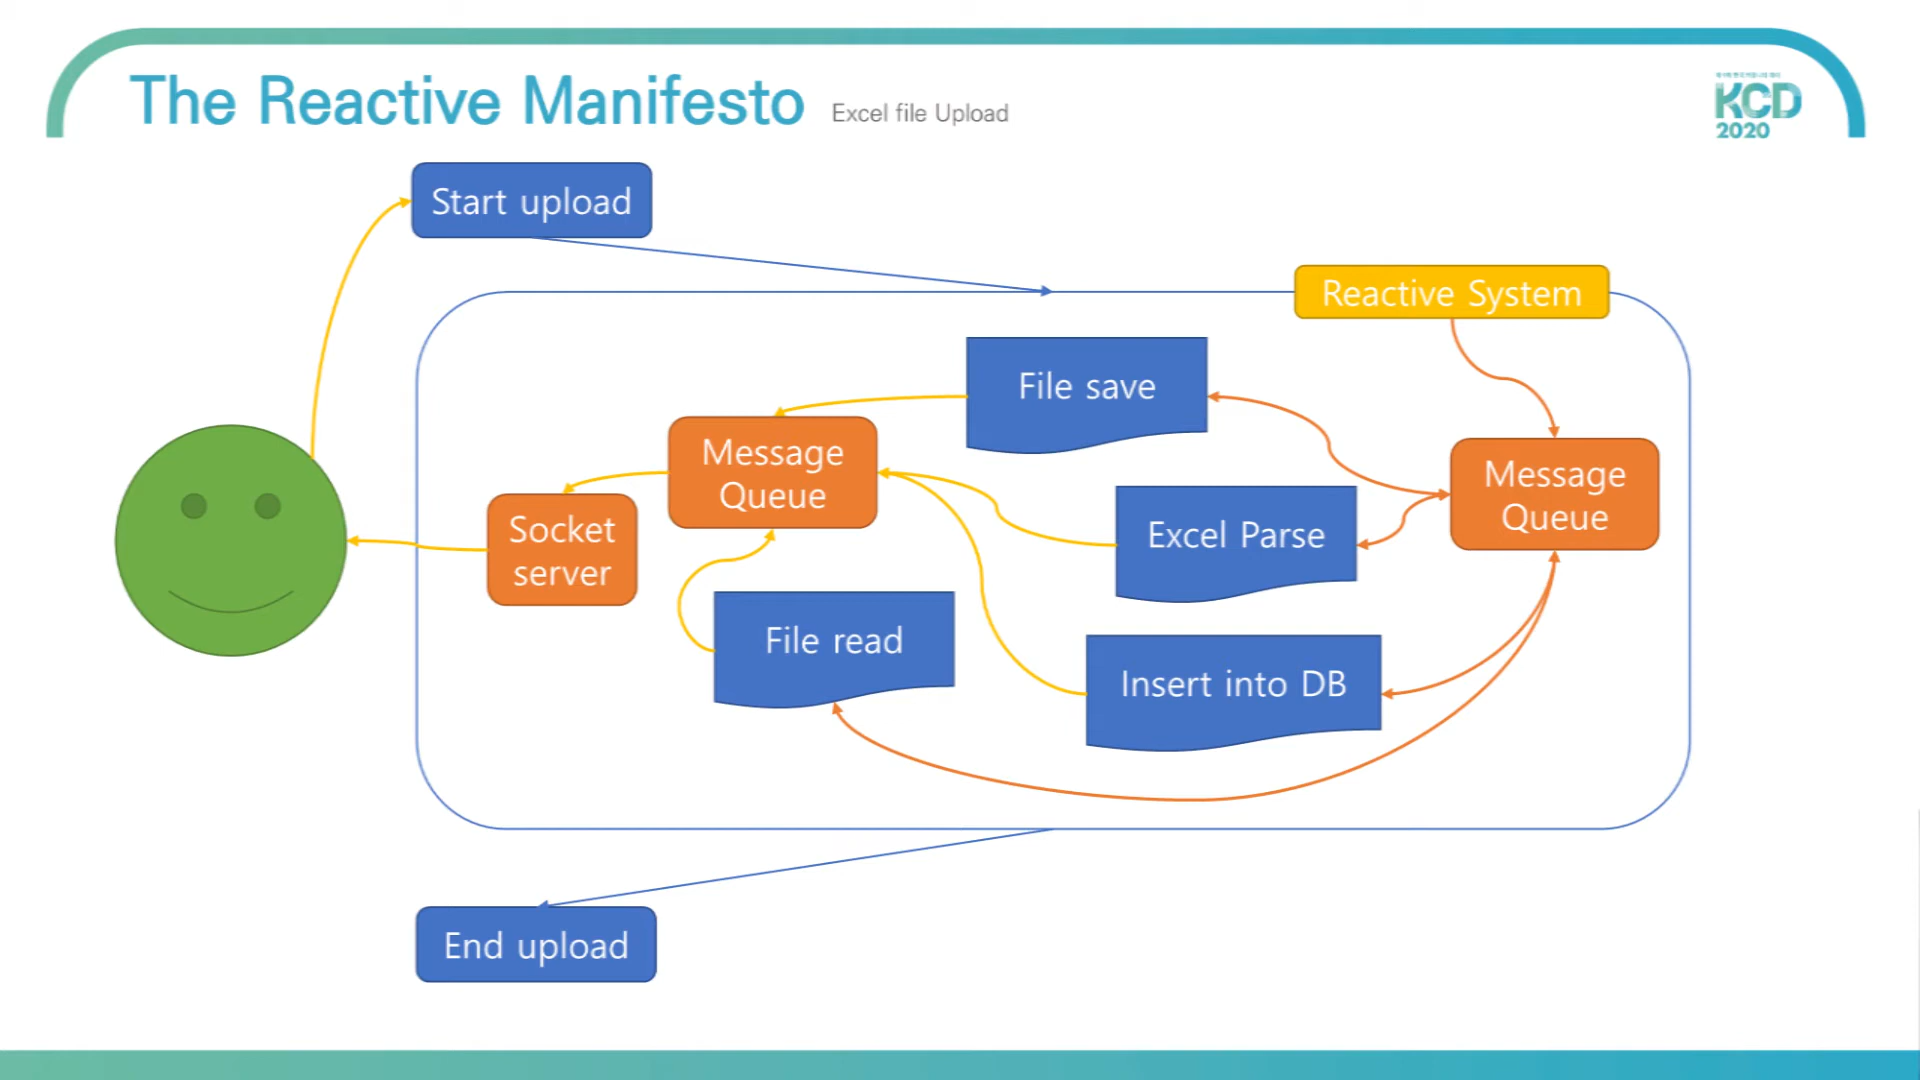 The Reactive Manifesto Excel file Upload
KCD
2020
Start upload
Reactive System
File save
Message
Queue
Message
Queue
Socket
server
Excel Parse
File read
Insert into DB
End upload